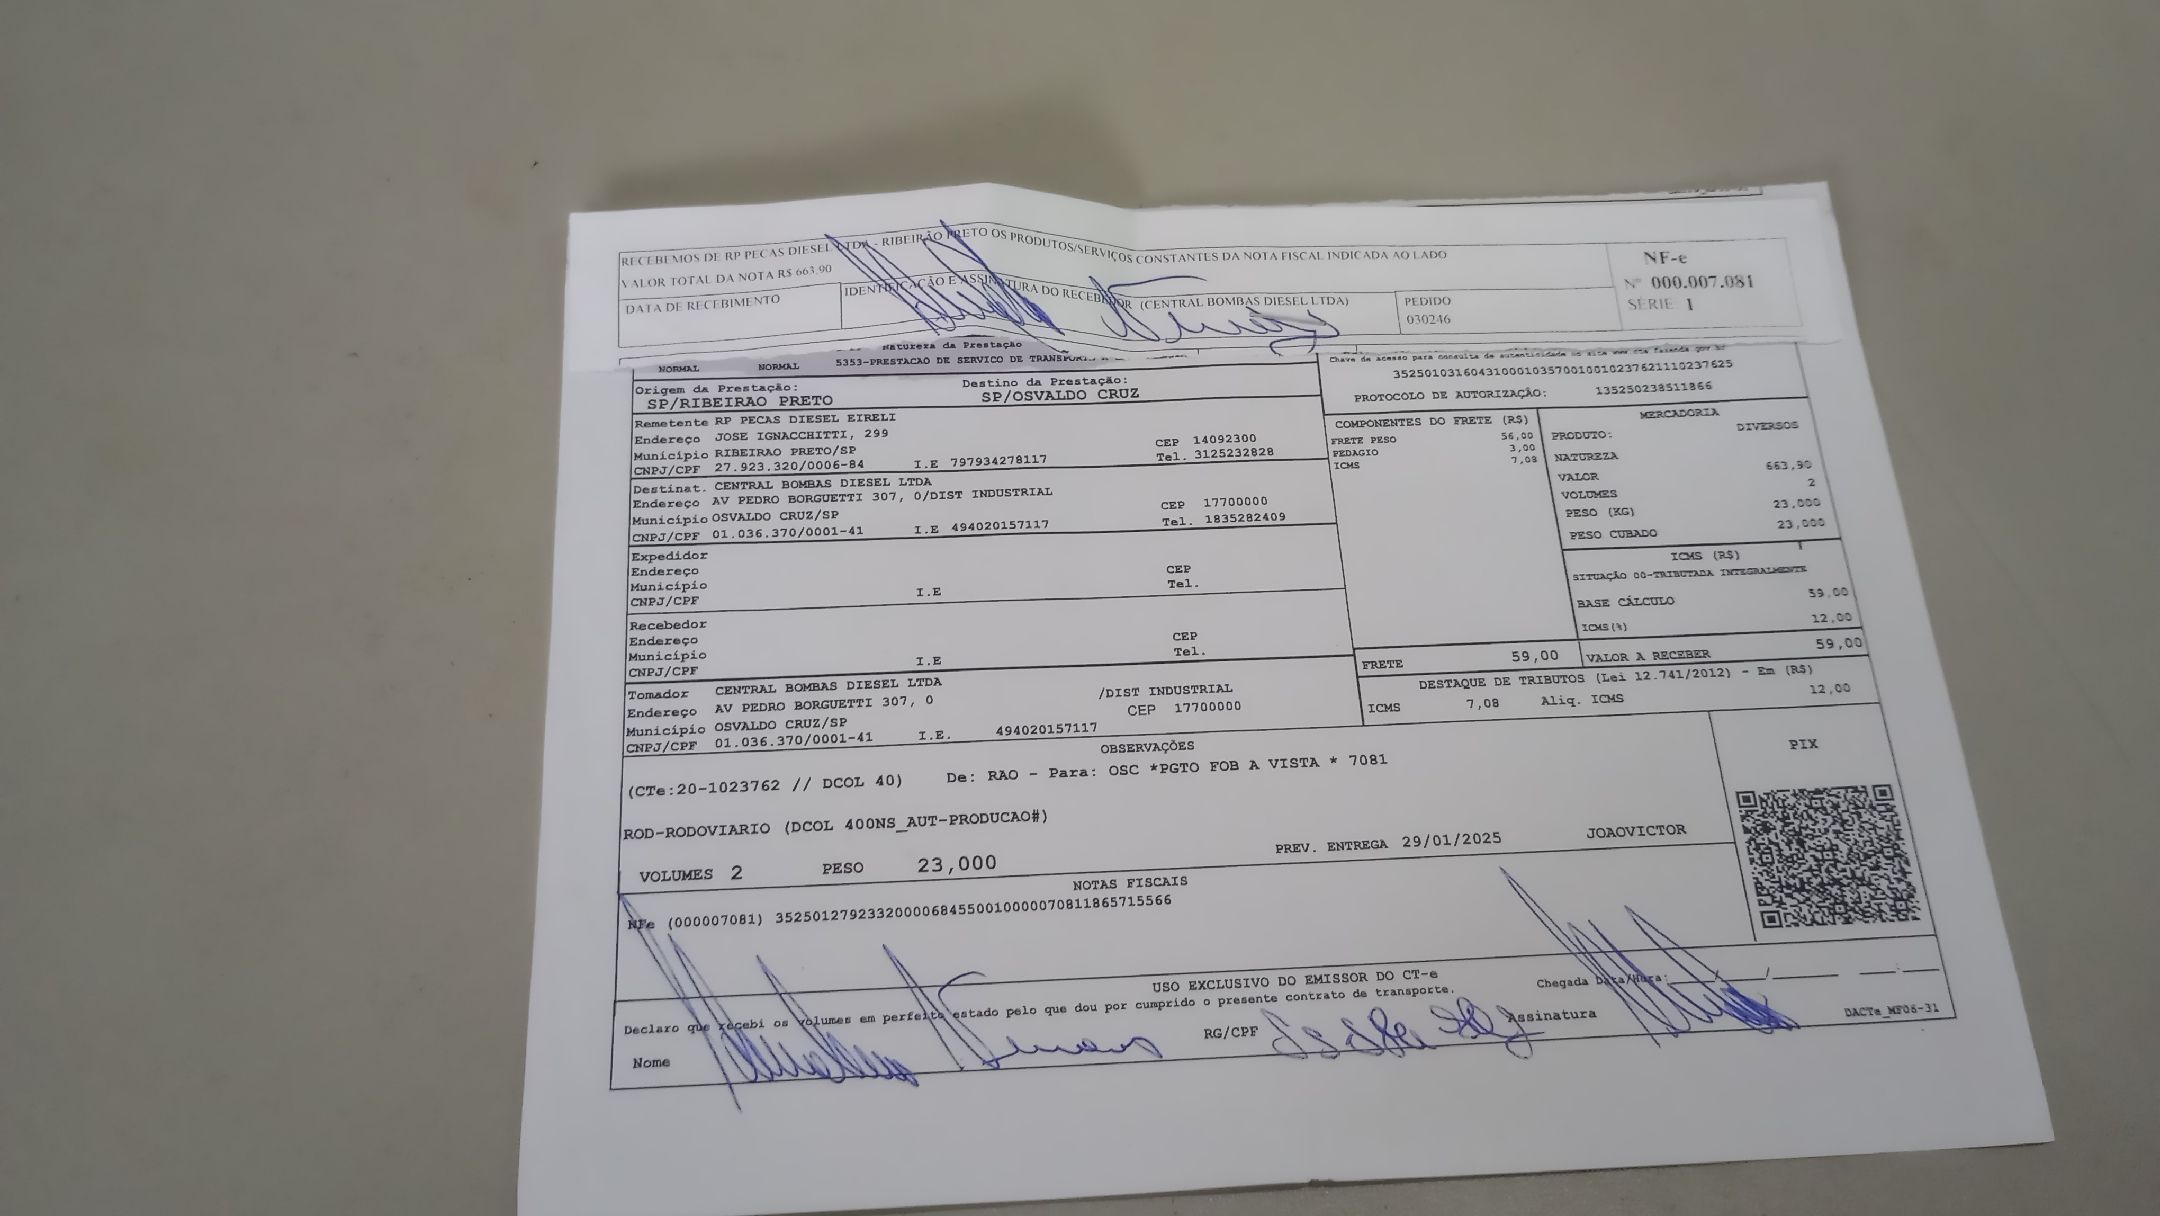 RECEBEMOS DE RP PECAS DIESEL LTDA - RIBEIRÃO PRETO OS PRODUTOS/SERVIÇOS CONSTANTES DA NOTA FISCAL INDICADA AO LADO
VALOR TOTAL DA NOTA R$ 663,90
DATA DE RECEBIMENTO
IDENTIFICAÇÃO E ASSINATURA DO RECEBEDOR (CENTRAL BOMBAS DIESEL LTDA)
PEDIDO
030246
NF-e
Nº 000.007.081
SÉRIE 1
Natureza da Prestação
NORMAL NORMAL 5353-PRESTACAO DE SERVICO DE
Origem da Prestação: Destino da Prestação:
SP/RIBEIRAO PRETO SP/OSVALDO CRUZ
Chave de acesso para consulta de autenticidade no site www.cte.fazenda.gov.br
35250103160431000103570010010237621110237625
PROTOCOLO DE AUTORIZAÇÃO: 135250238511866
Remetente RP PECAS DIESEL EIRELI
Endereço JOSE IGNACCHITTI, 299 CEP 14092300
Município RIBEIRAO PRETO/SP Tel. 3125232828
CNPJ/CPF 27.923.320/0006-84 I.E 797934278117
Destinat. CENTRAL BOMBAS DIESEL LTDA
Endereço AV PEDRO BORGUETTI 307, 0/DIST INDUSTRIAL CEP 17700000
Município OSVALDO CRUZ/SP Tel. 1835282409
CNPJ/CPF 01.036.370/0001-41 I.E 494020157117
Expedidor
Endereço CEP
Município Tel.
CNPJ/CPF I.E
Recebedor
Endereço CEP
Município Tel.
CNPJ/CPF I.E
Tomador CENTRAL BOMBAS DIESEL LTDA
Endereço AV PEDRO BORGUETTI 307, 0 /DIST INDUSTRIAL
Município OSVALDO CRUZ/SP CEP 17700000
CNPJ/CPF 01.036.370/0001-41 I.E. 494020157117
COMPONENTES DO FRETE (R$)
FRETE PESO 56,00
PEDAGIO 3,00
ICMS 7,08
MERCADORIA
PRODUTO: DIVERSOS
NATUREZA
VALOR 663,90
VOLUMES 2
PESO (KG) 23,000
PESO CUBADO 23,000
ICMS (R$)
SITUAÇÃO 00-TRIBUTADA INTEGRALMENTE
BASE CÁLCULO 59,00
ICMS(%) 12,00
FRETE 59,00 VALOR A RECEBER 59,00
DESTAQUE DE TRIBUTOS (Lei 12.741/2012) - Em (R$)
ICMS 7,08 Aliq. ICMS 12,00
OBSERVAÇÕES
(CTe:20-1023762 // DCOL 40) De: RAO - Para: OSC *PGTO FOB A VISTA * 7081
ROD-RODOVIARIO (DCOL 400NS_AUT-PRODUCAO#)
VOLUMES 2 PESO 23,000 PREV. ENTREGA 29/01/2025 JOAOVICTOR
PIX
NOTAS FISCAIS
NFe (000007081) 35250127923320000684550010000070811865715566
USO EXCLUSIVO DO EMISSOR DO CT-e
Declaro que recebi os volumes em perfeito estado pelo que dou por cumprido o presente contrato de transporte.
Chegada Data/Hora: / / :
Nome RG/CPF Assinatura
DACTe_MF06-31